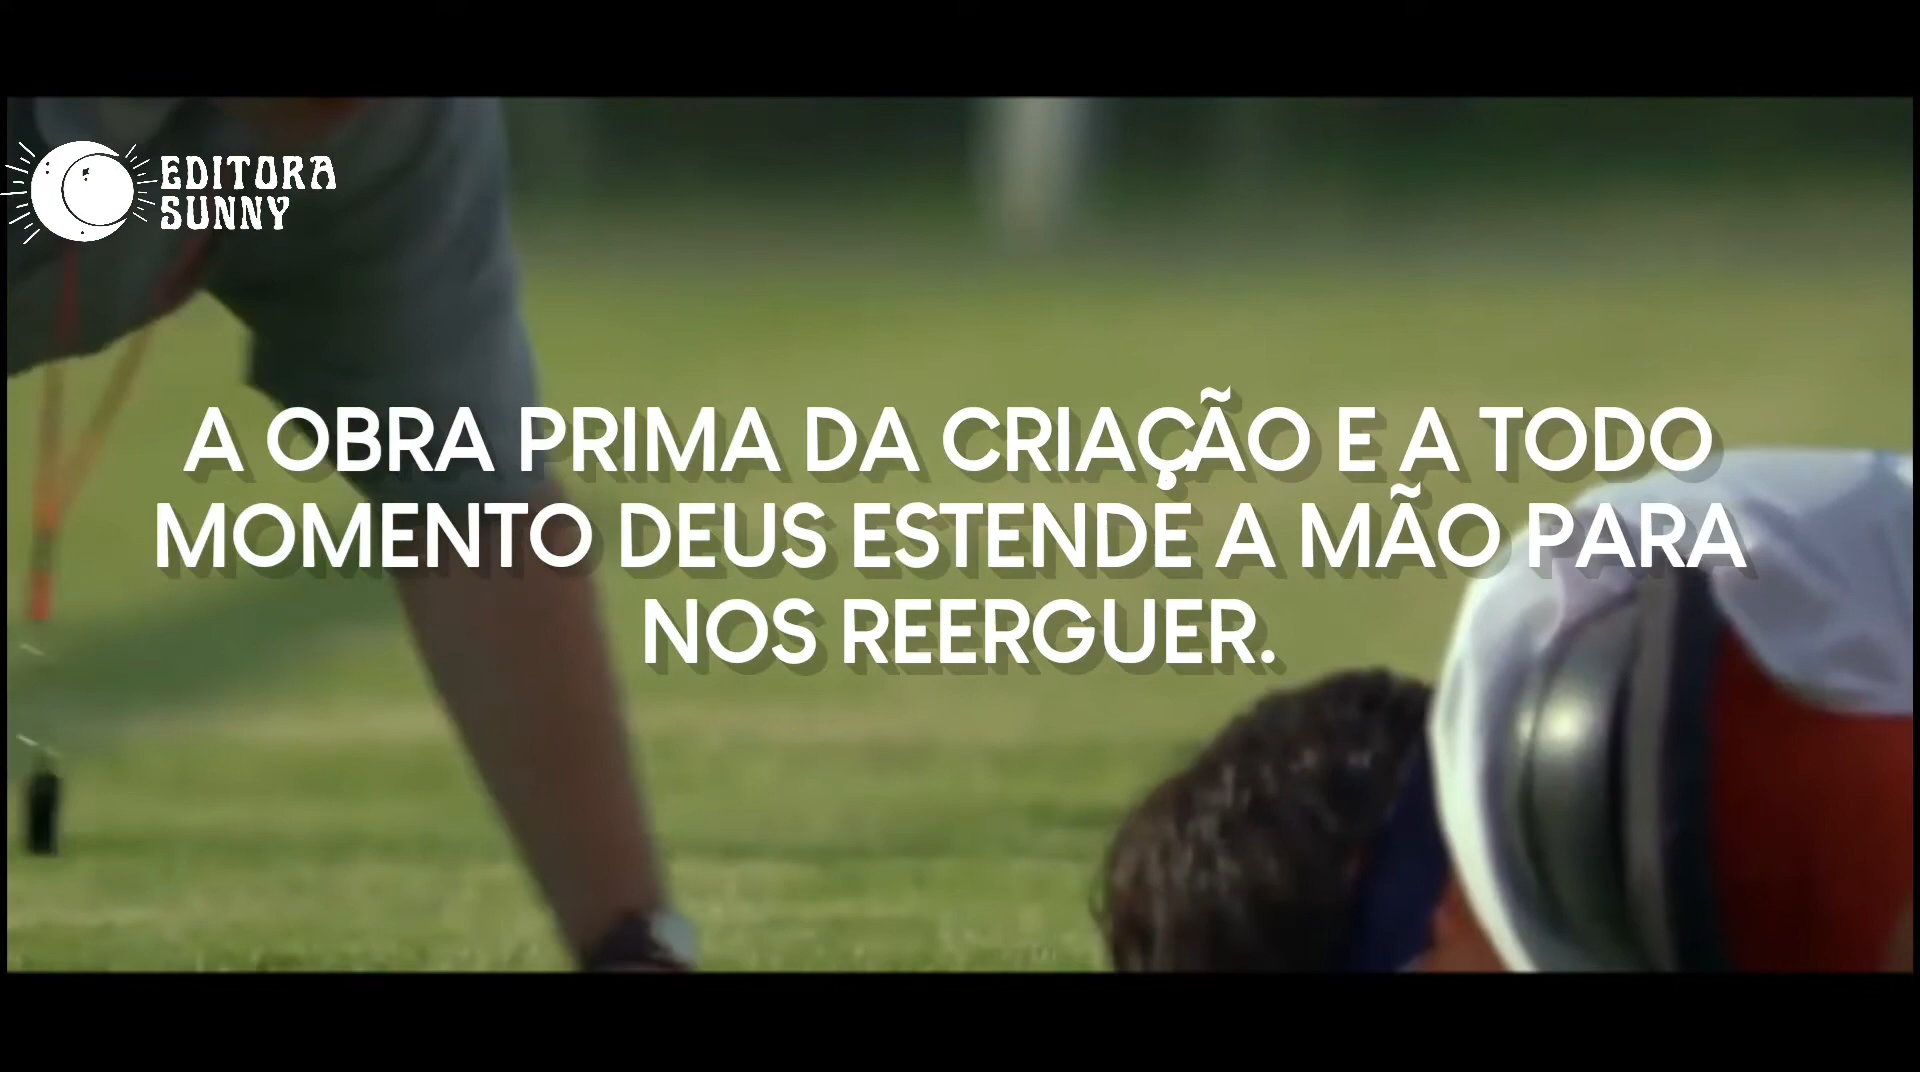 EDITORA
SUNNY
A OBRA PRIMA DA CRIAÇÃO E A TODO
MOMENTO DEUS ESTENDE A MÃO PARA
NOS REERGUER.